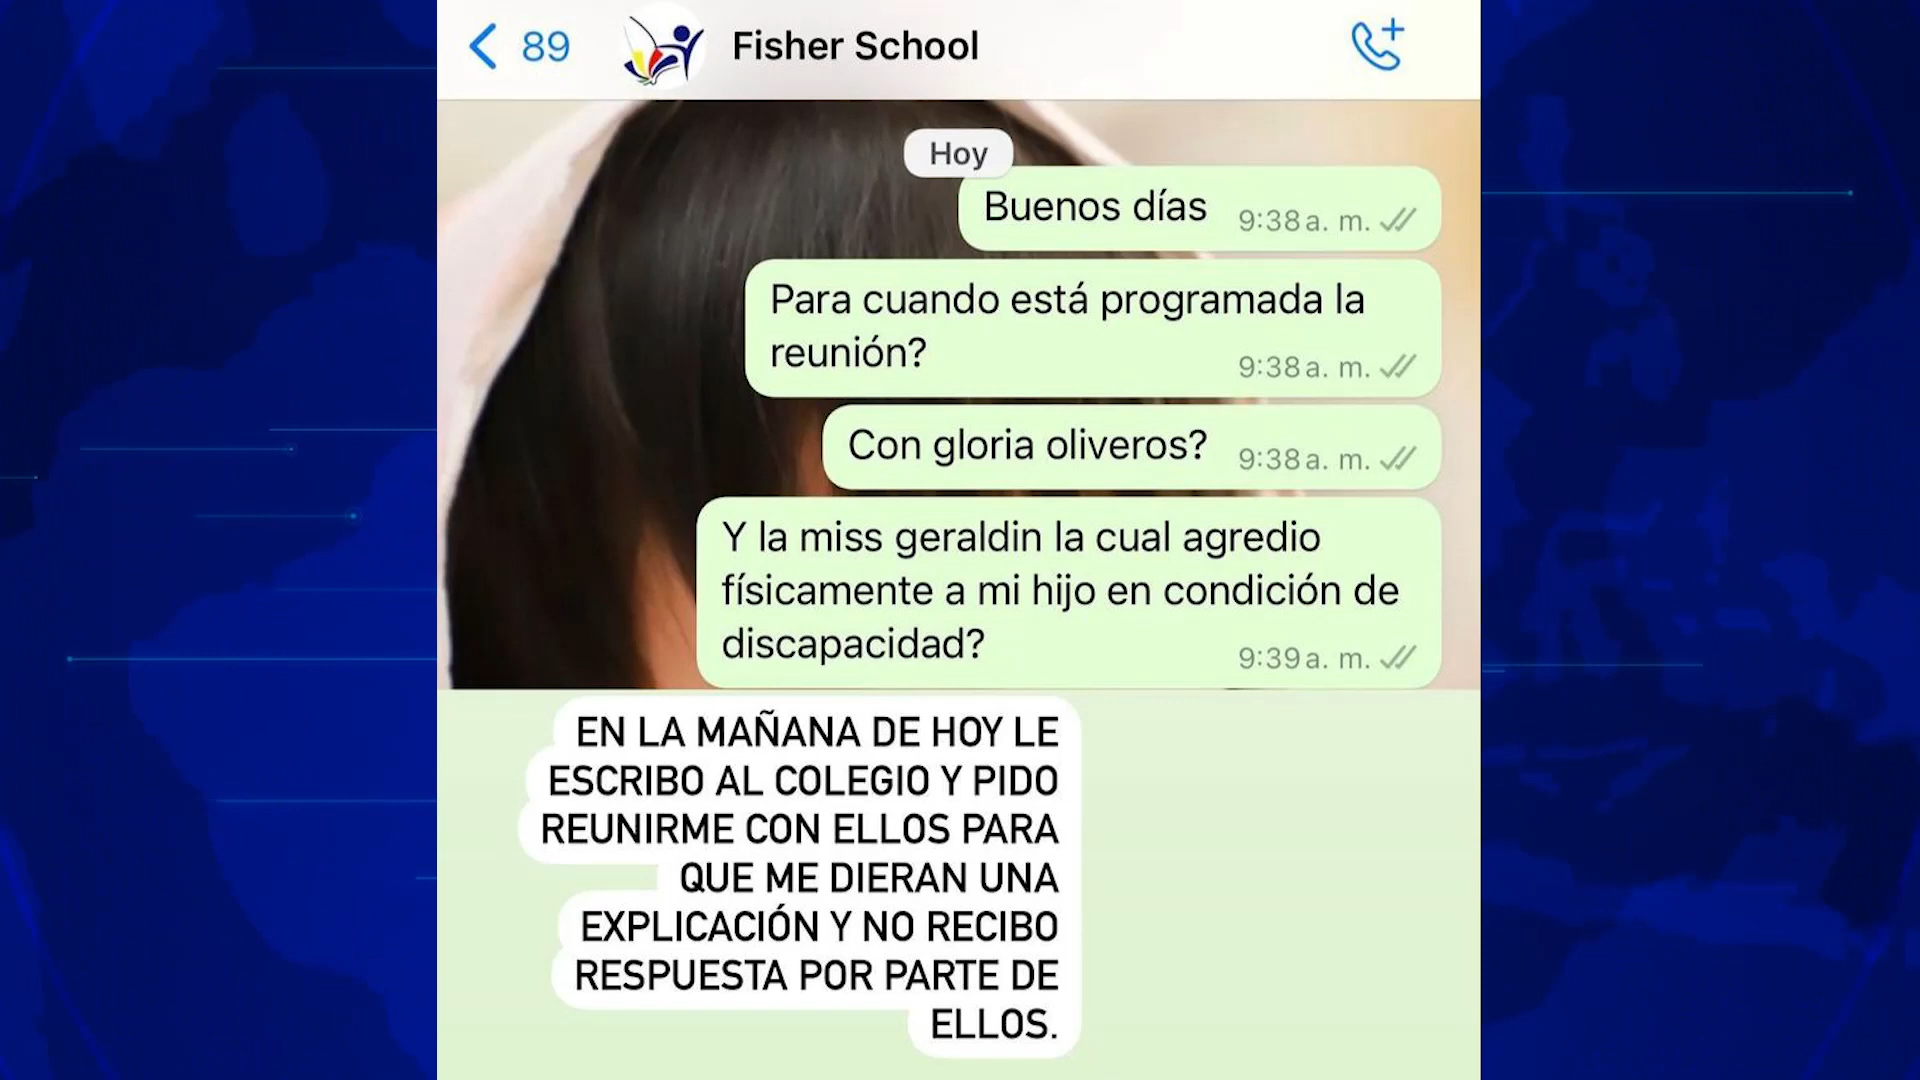 89
Fisher School
Hoy
Buenos días
9:38 a. m.
Para cuando está programada la
reunión?
9:38 a. m.
Con gloria oliveros?
9:38 a. m.
Y la miss geraldin la cual agredio
físicamente a mi hijo en condición de
discapacidad?
9:39 a. m.
EN LA MAÑANA DE HOY LE
ESCRIBO AL COLEGIO Y PIDO
REUNIRME CON ELLOS PARA
QUE ME DIERAN UNA
EXPLICACIÓN Y NO RECIBO
RESPUESTA POR PARTE DE
ELLOS.